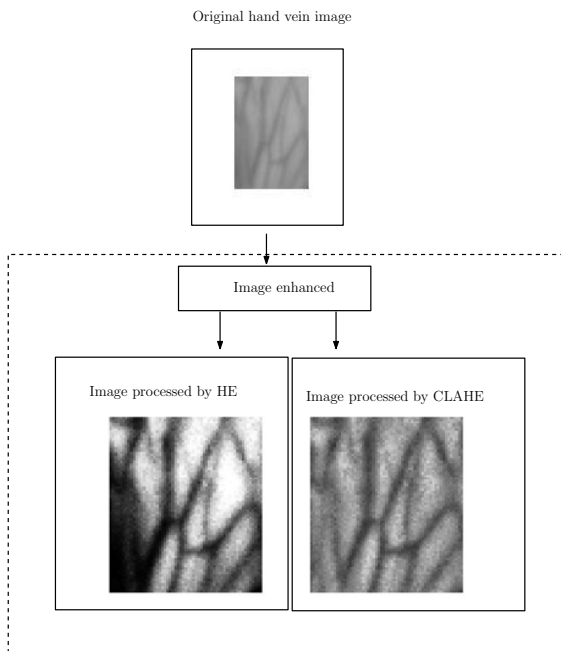 Original hand vein image
Image enhanced
Image processed by HE
Image processed by CLAHE